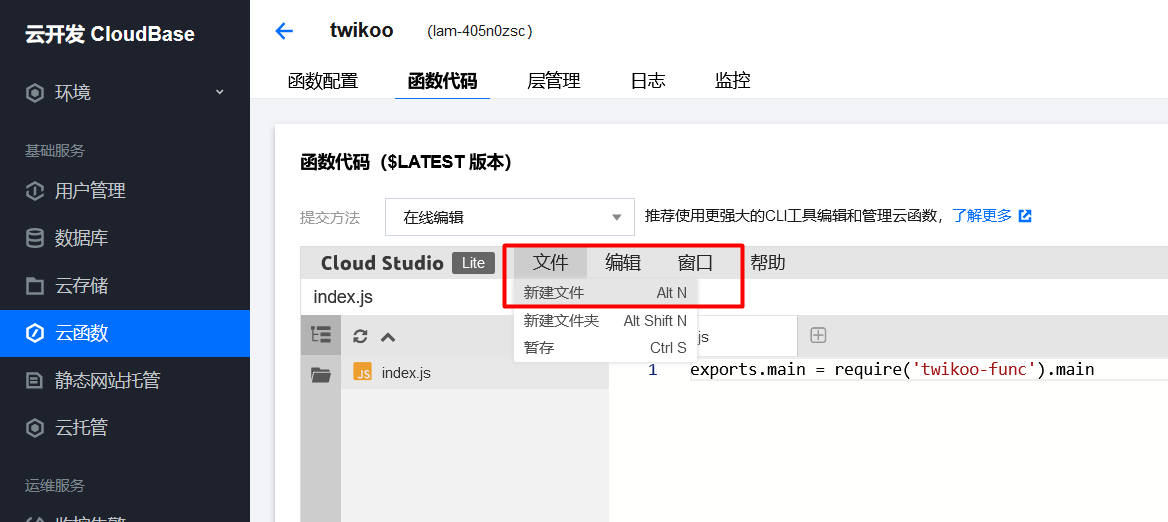 云开发 CloudBase
环境
基础服务
用户管理
数据库
云存储
云函数
静态网站托管
云托管
运维服务
监控告警
twikoo (lam-405n0zsc)
函数配置 函数代码 层管理 日志 监控
函数代码（$LATEST 版本）
提交方法 在线编辑 推荐使用更强大的CLI工具编辑和管理云函数，了解更多
Cloud Studio Lite 文件 编辑 窗口 帮助
index.js
新建文件 Alt N
新建文件夹 Alt Shift N
暂存 Ctrl S
js
JS index.js
1 exports.main = require('twikoo-func').main